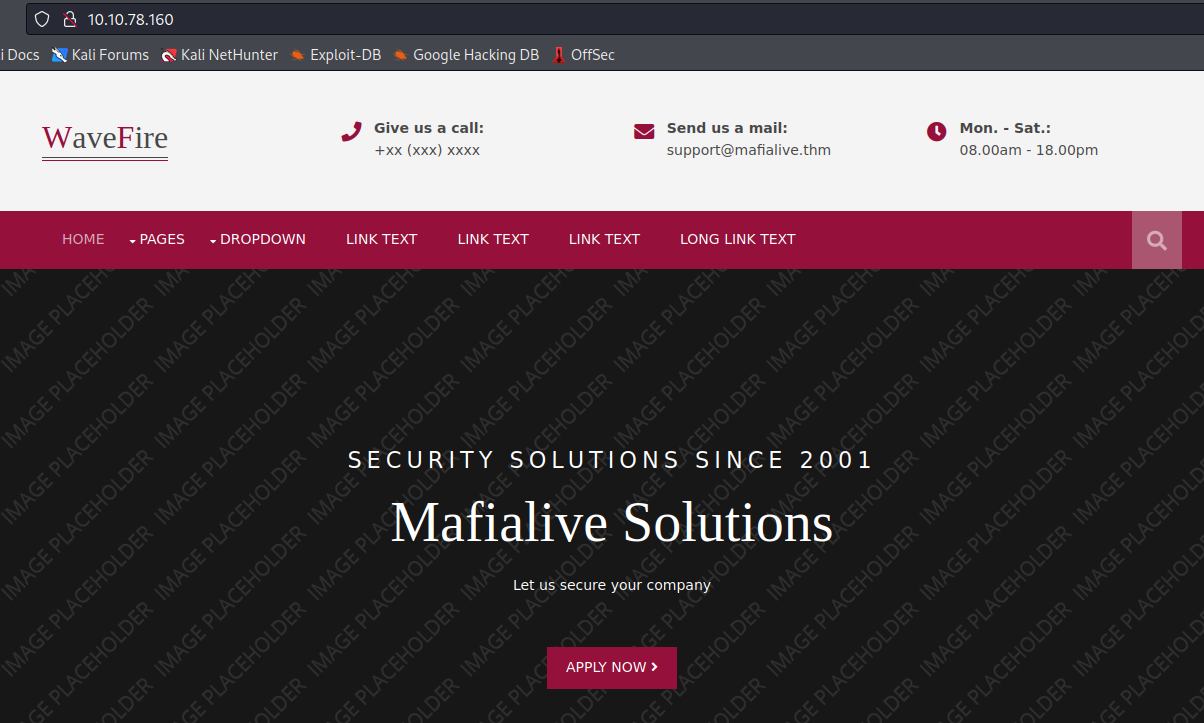 10.10.78.160
i Docs Kali Forums Kali NetHunter Exploit-DB Google Hacking DB OffSec
WaveFire
Give us a call:
+xx (xxx) xxxx
Send us a mail:
support@mafialive.thm
Mon. - Sat.:
08.00am - 18.00pm
HOME PAGES DROPDOWN LINK TEXT LINK TEXT LINK TEXT LONG LINK TEXT
IMAGE PLACEHOLDER
SECURITY SOLUTIONS SINCE 2001
Mafialive Solutions
Let us secure your company
APPLY NOW